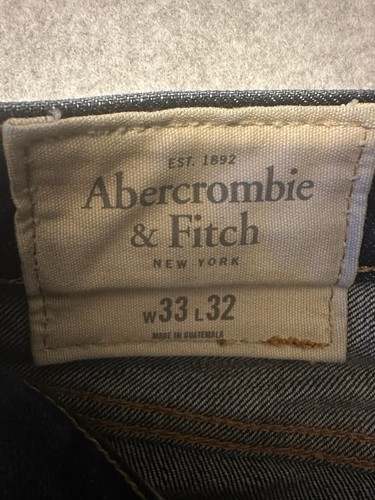 EST. 1892
Abercrombie
& Fitch
NEW YORK
W33 L32
MADE IN GUATEMALA